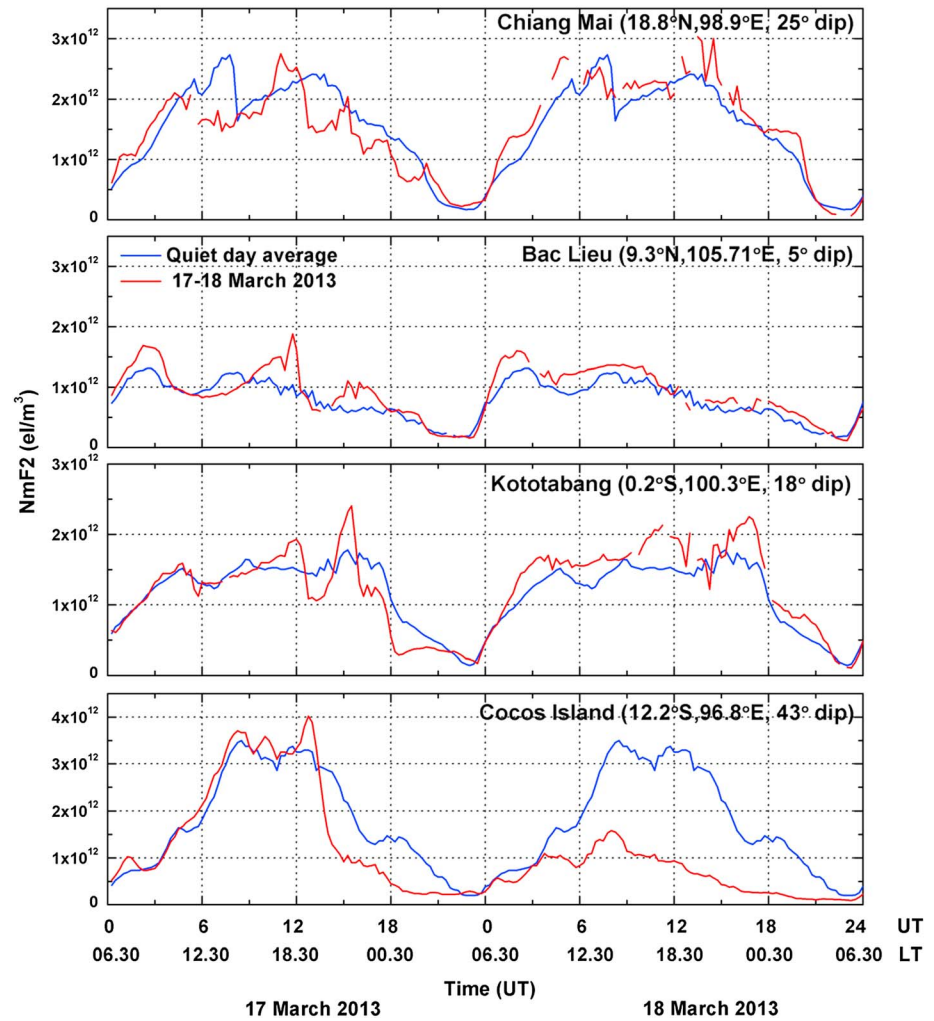 Chiang Mai (18.8°N,98.9°E, 25° dip)
3x10¹²
2x10¹²
1x10¹²
0
Bac Lieu (9.3°N,105.71°E, 5° dip)
Quiet day average
17-18 March 2013
3x10¹²
2x10¹²
1x10¹²
0
NmF2 (el/m³)
Kototabang (0.2°S,100.3°E, 18° dip)
3x10¹²
2x10¹²
1x10¹²
0
Cocos Island (12.2°S,96.8°E, 43° dip)
4x10¹²
3x10¹²
2x10¹²
1x10¹²
0
0 6 12 18 0 6 12 18 24 UT
06.30 12.30 18.30 00.30 06.30 12.30 18.30 00.30 06.30 LT
Time (UT)
17 March 2013 18 March 2013